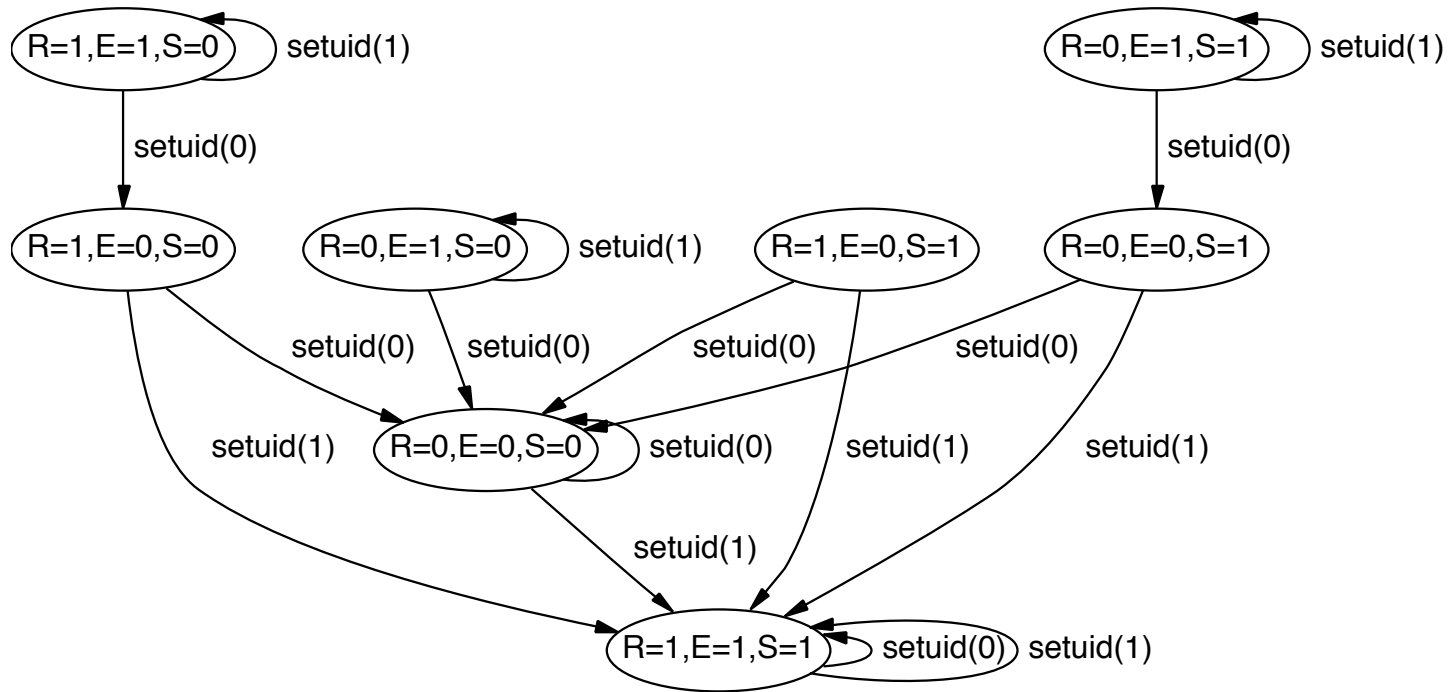 R=1,E=1,S=0
setuid(1)
R=0,E=1,S=1
setuid(1)
setuid(0)
setuid(0)
R=1,E=0,S=0
R=0,E=1,S=0
setuid(1)
R=1,E=0,S=1
R=0,E=0,S=1
setuid(0)
setuid(0)
setuid(0)
setuid(0)
setuid(1)
R=0,E=0,S=0
setuid(0)
setuid(1)
setuid(1)
setuid(1)
R=1,E=1,S=1
setuid(0)
setuid(1)